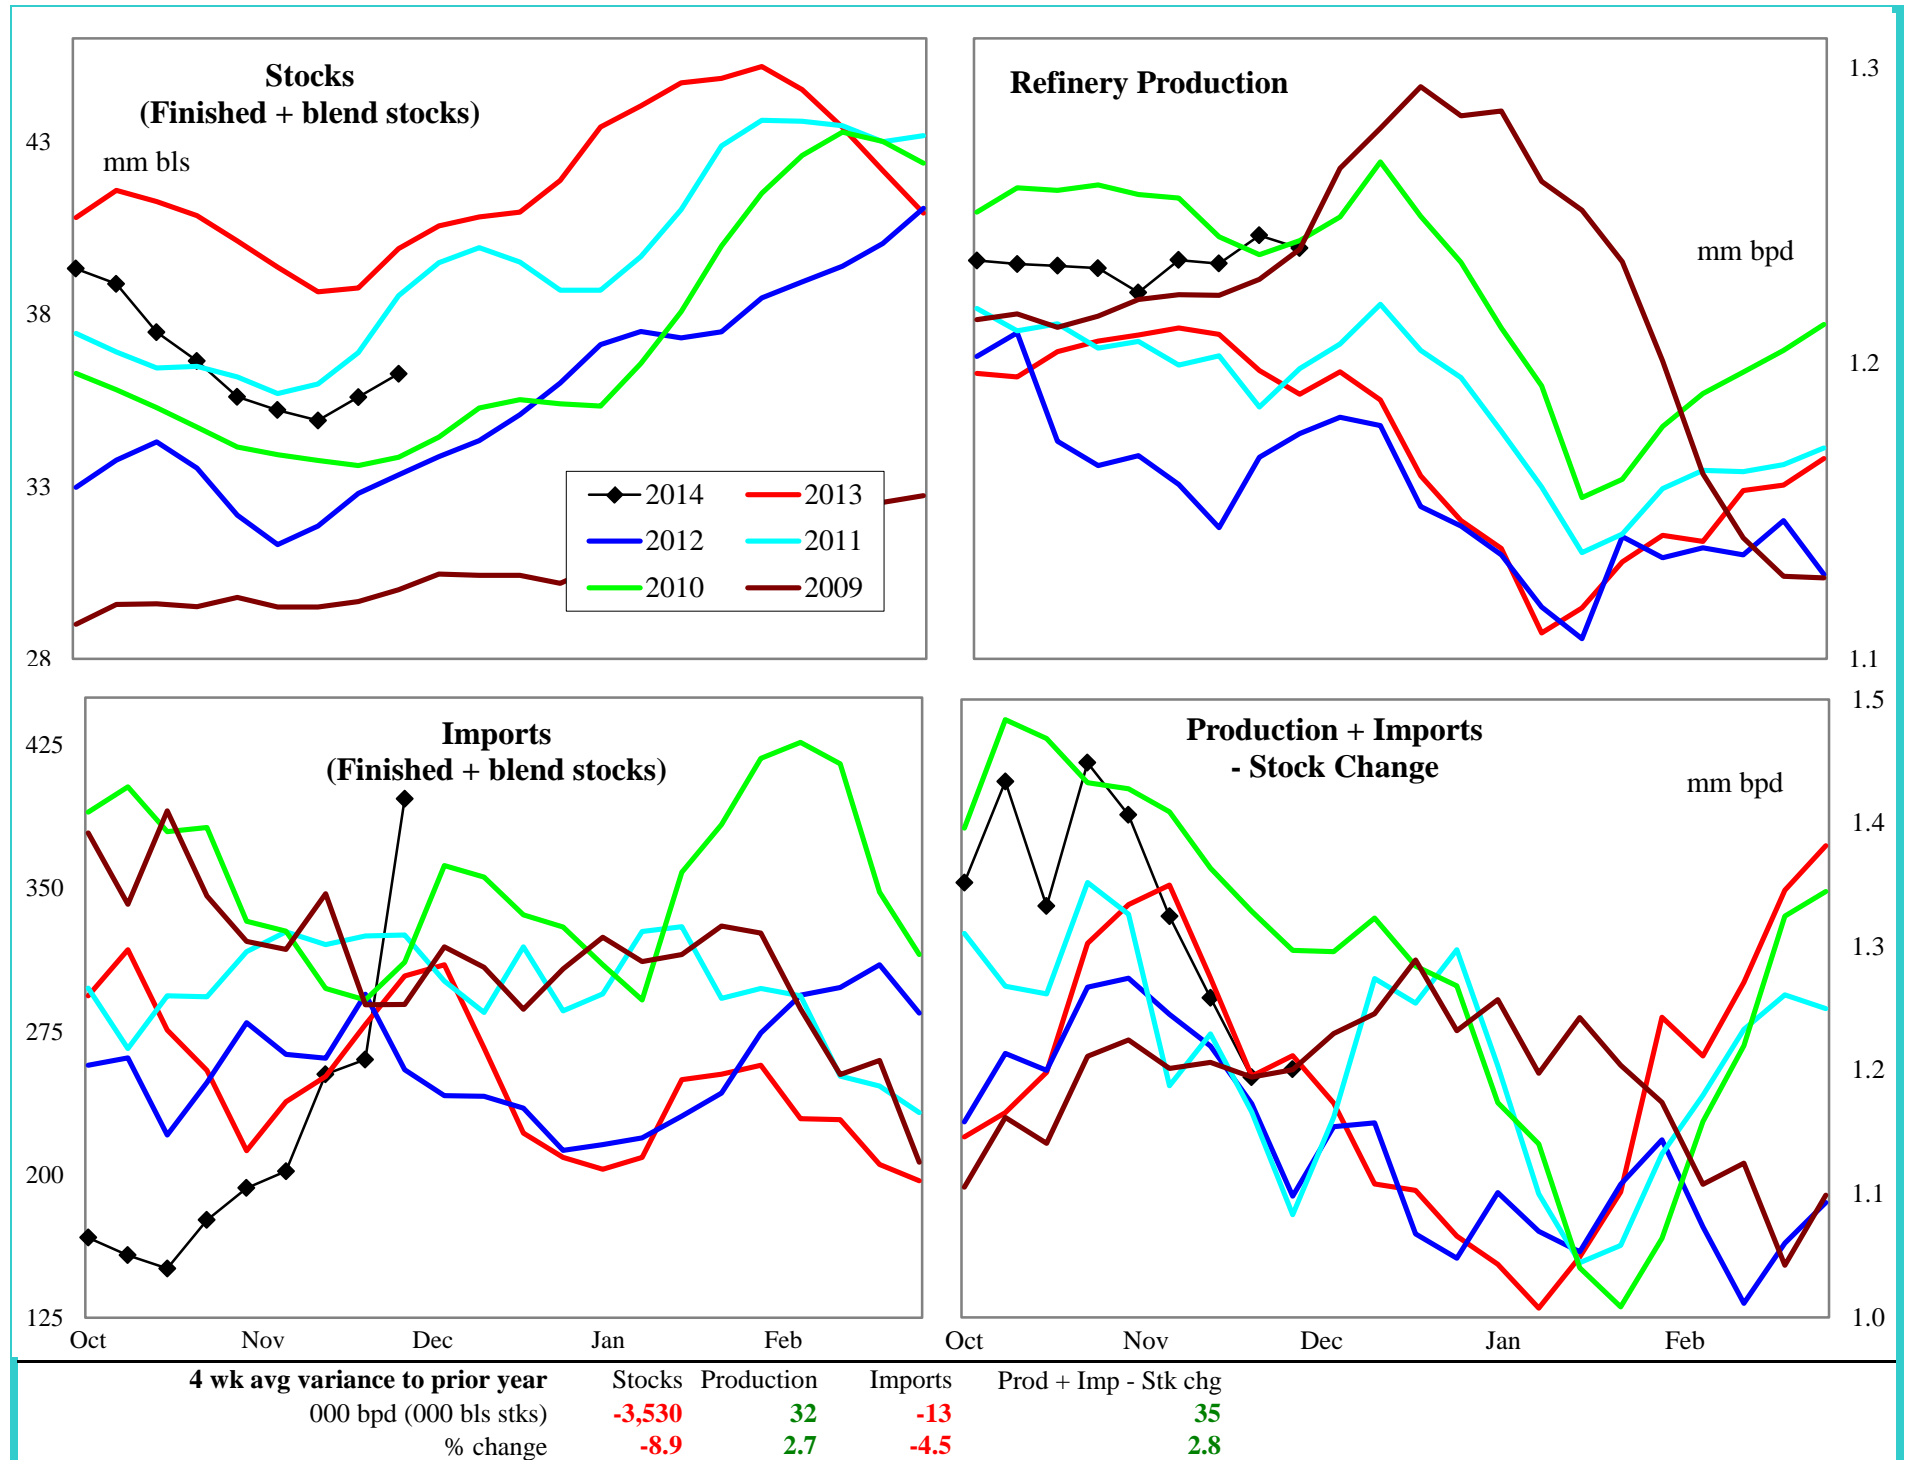 Stocks
(Finished + blend stocks)
mm bls
43
38
33
28
2014 2013
2012 2011
2010 2009
Refinery Production
mm bpd
1.3
1.2
1.1
Imports
(Finished + blend stocks)
425
350
275
200
125
Oct Nov Dec Jan Feb
Production + Imports
- Stock Change
mm bpd
1.5
1.4
1.3
1.2
1.1
1.0
Oct Nov Dec Jan Feb
4 wk avg variance to prior year Stocks Production Imports Prod + Imp - Stk chg
000 bpd (000 bls stks) -3,530 32 -13 35
% change -8.9 2.7 -4.5 2.8